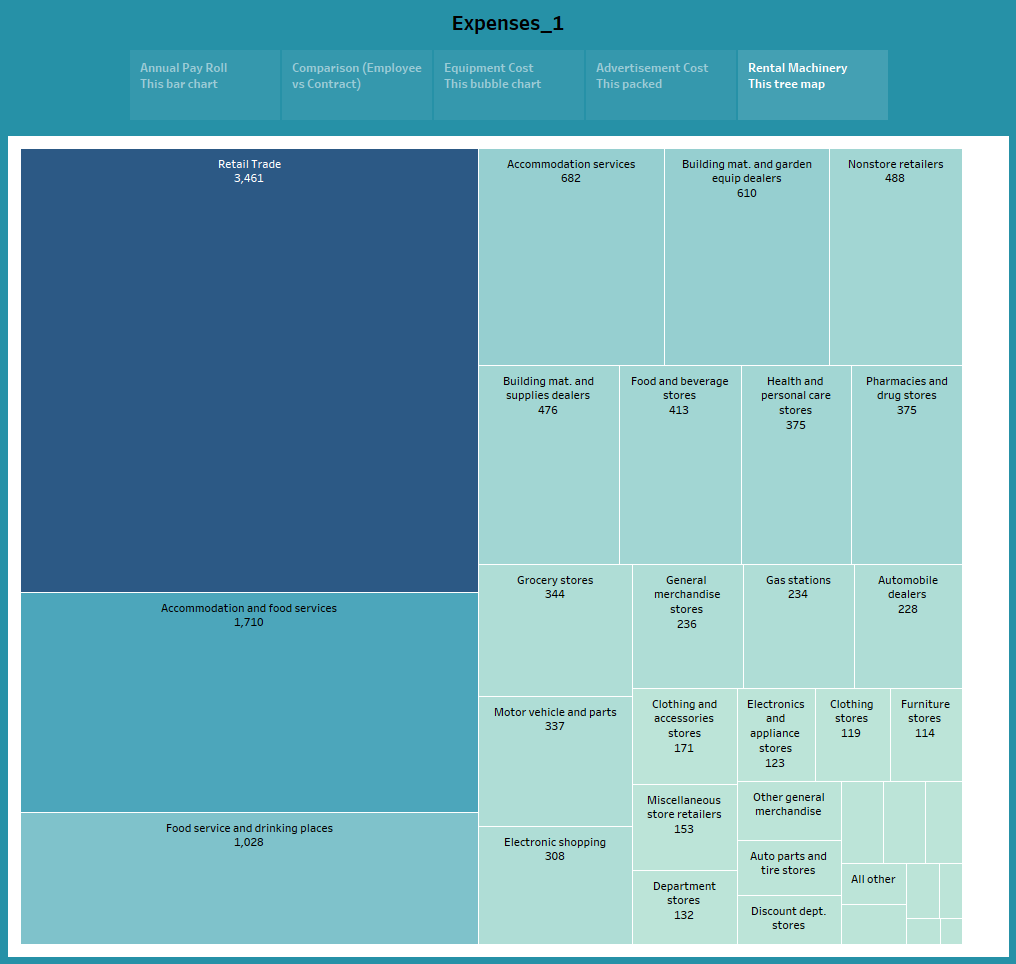 Expenses_1
Annual Pay Roll
This bar chart
Comparison (Employee
vs Contract)
Equipment Cost
This bubble chart
Advertisement Cost
This packed
Rental Machinery
This tree map
Retail Trade
3,461
Accommodation and food services
1,710
Food service and drinking places
1,028
Accommodation services
682
Building mat. and garden
equip dealers
610
Nonstore retailers
488
Building mat. and
supplies dealers
476
Food and beverage
stores
413
Health and
personal care
stores
375
Pharmacies and
drug stores
375
Grocery stores
344
Motor vehicle and parts
337
Electronic shopping
308
General
merchandise
stores
236
Gas stations
234
Automobile
dealers
228
Clothing and
accessories
stores
171
Miscellaneous
store retailers
153
Department
stores
132
Electronics
and
appliance
stores
123
Clothing
stores
119
Furniture
stores
114
Other general
merchandise
Auto parts and
tire stores
Discount dept.
stores
All other